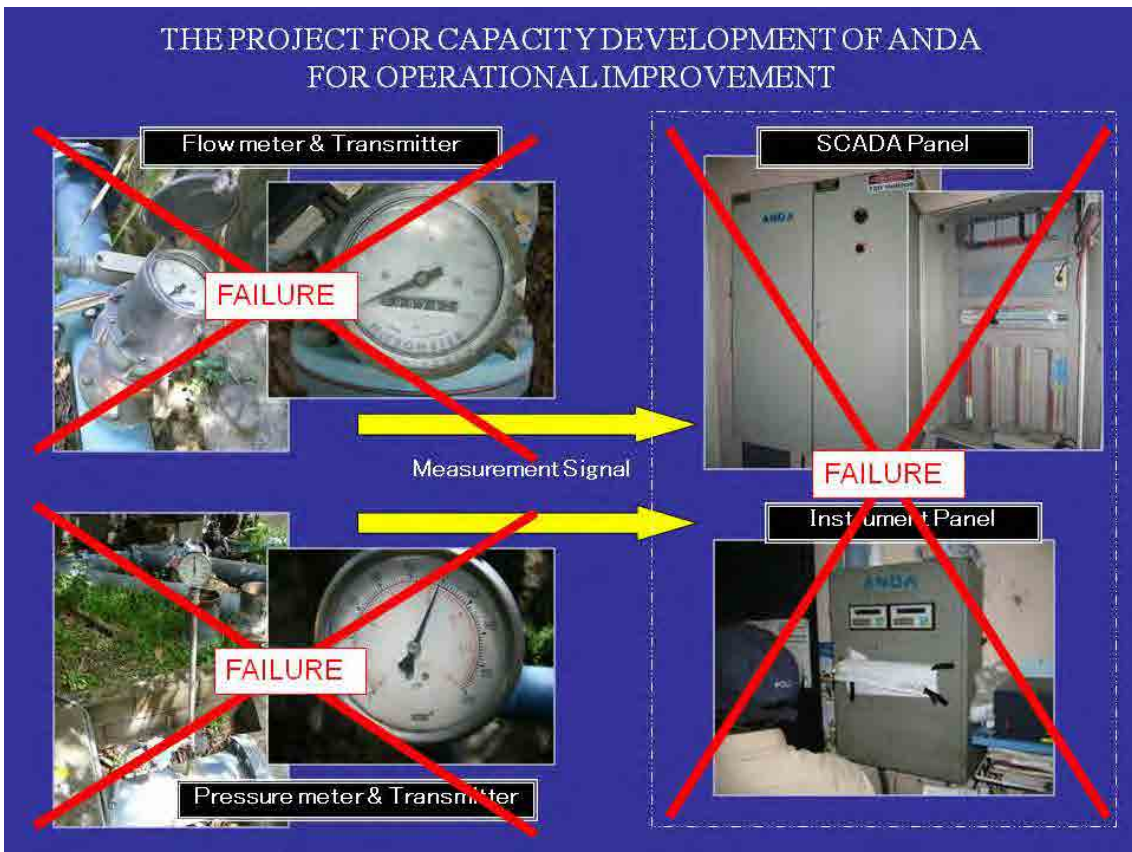 THE PROJECT FOR CAPACITY DEVELOPMENT OF ANDA
FOR OPERATIONAL IMPROVEMENT
Flow meter & Transmitter
FAILURE
SCADA Panel
ANDA
Measurement Signal
FAILURE
Instrument Panel
ANDA
FAILURE
Pressure meter & Transmitter